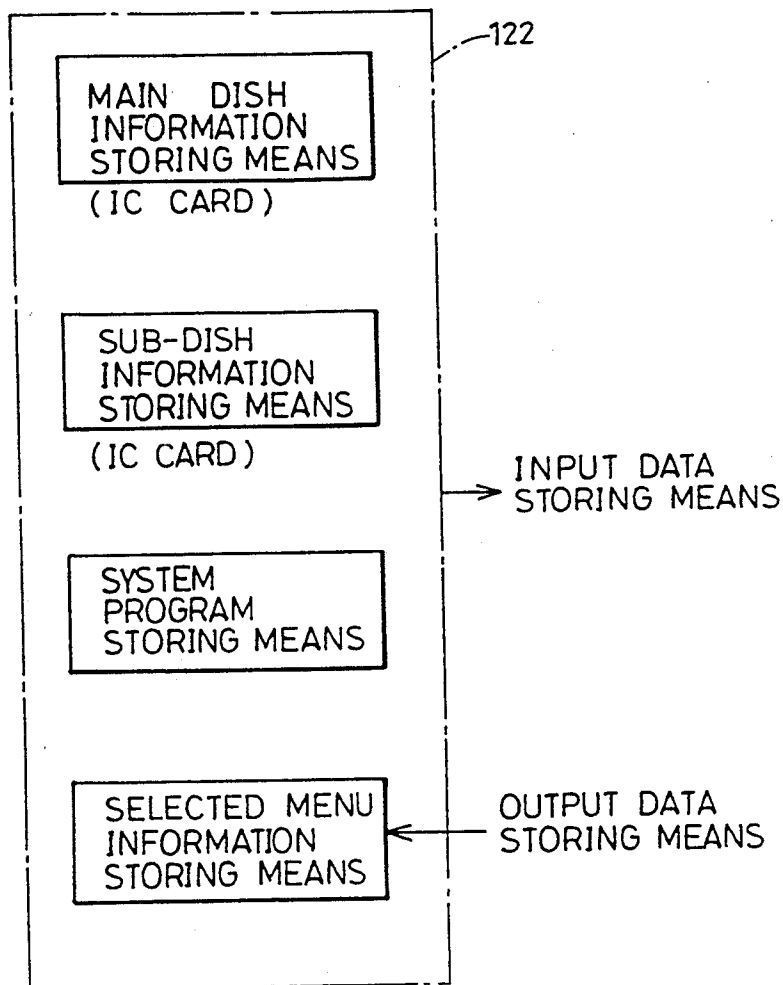 122
MAIN DISH
INFORMATION
STORING MEANS
(IC CARD)
SUB-DISH
INFORMATION
STORING MEANS
(IC CARD)
INPUT DATA
STORING MEANS
SYSTEM
PROGRAM
STORING MEANS
SELECTED MENU
INFORMATION
STORING MEANS
OUTPUT DATA
STORING MEANS